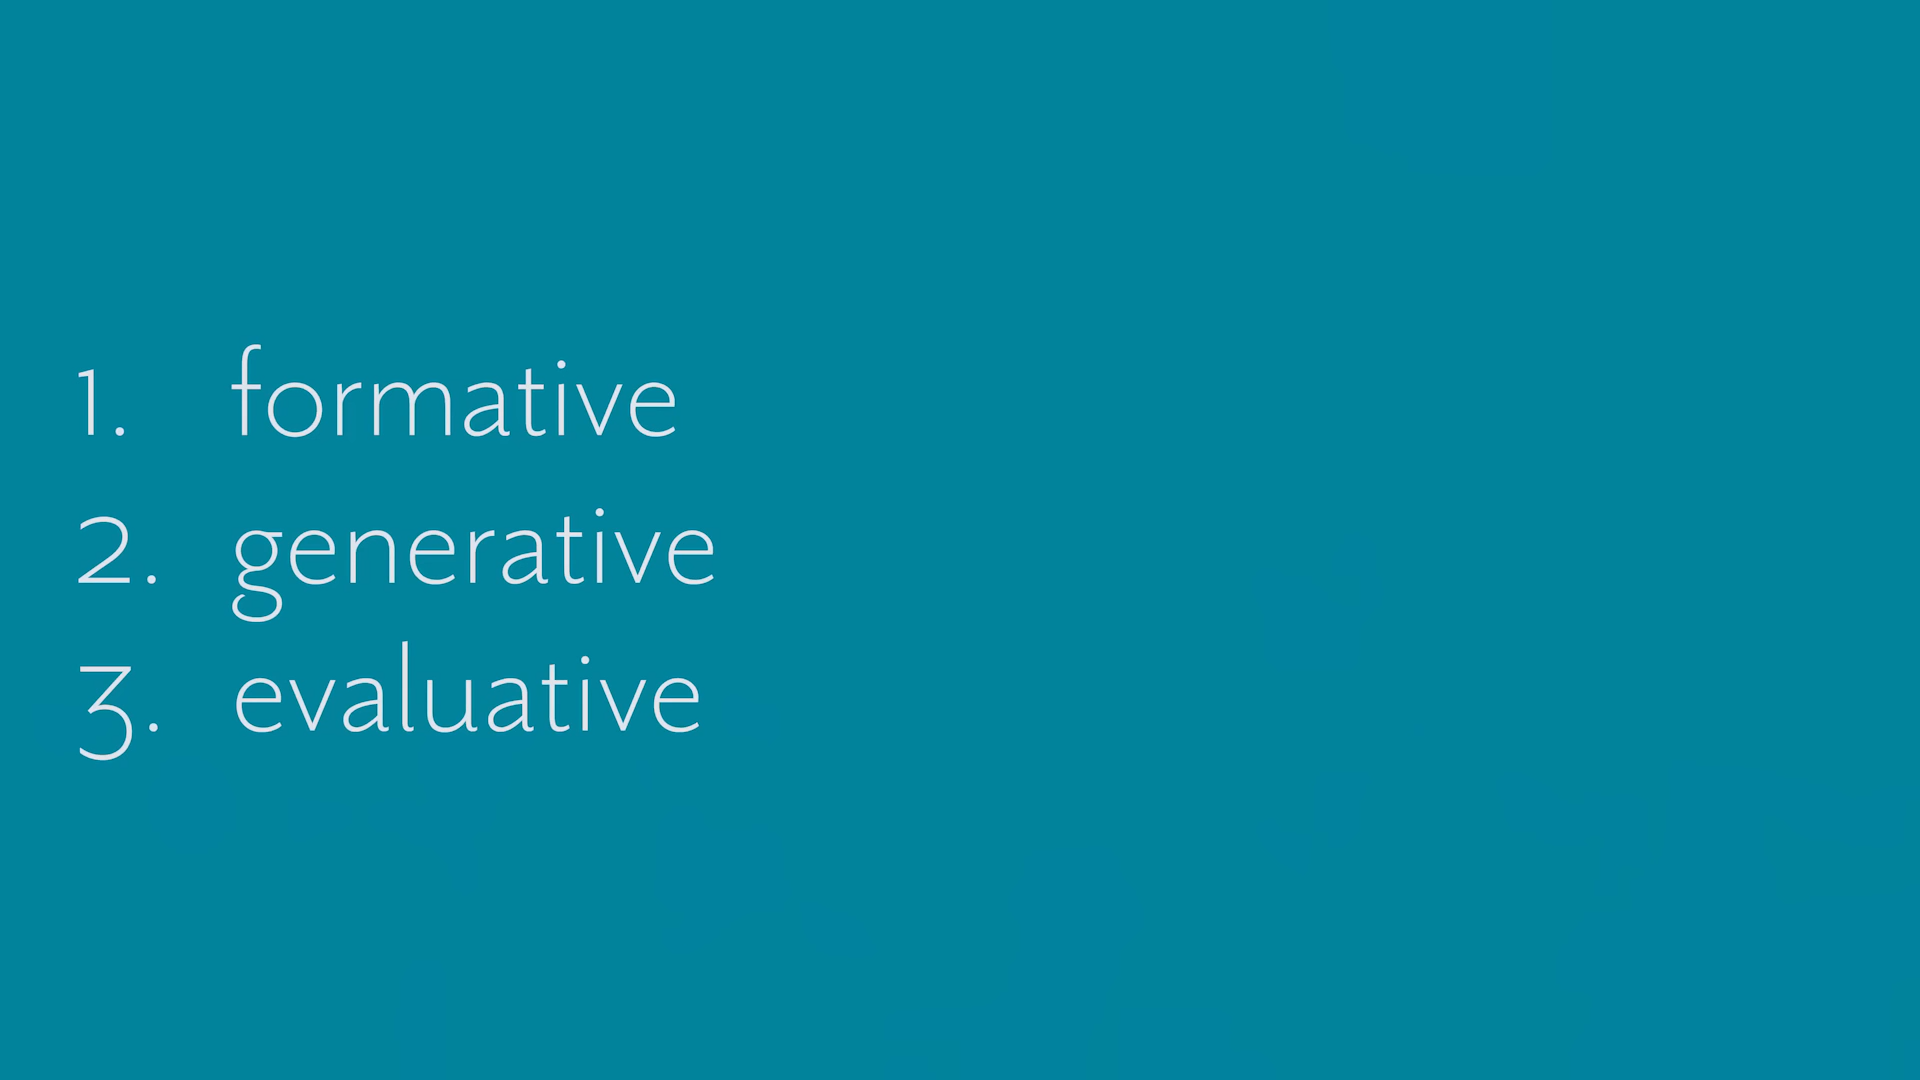 1. formative
2. generative
3. evaluative